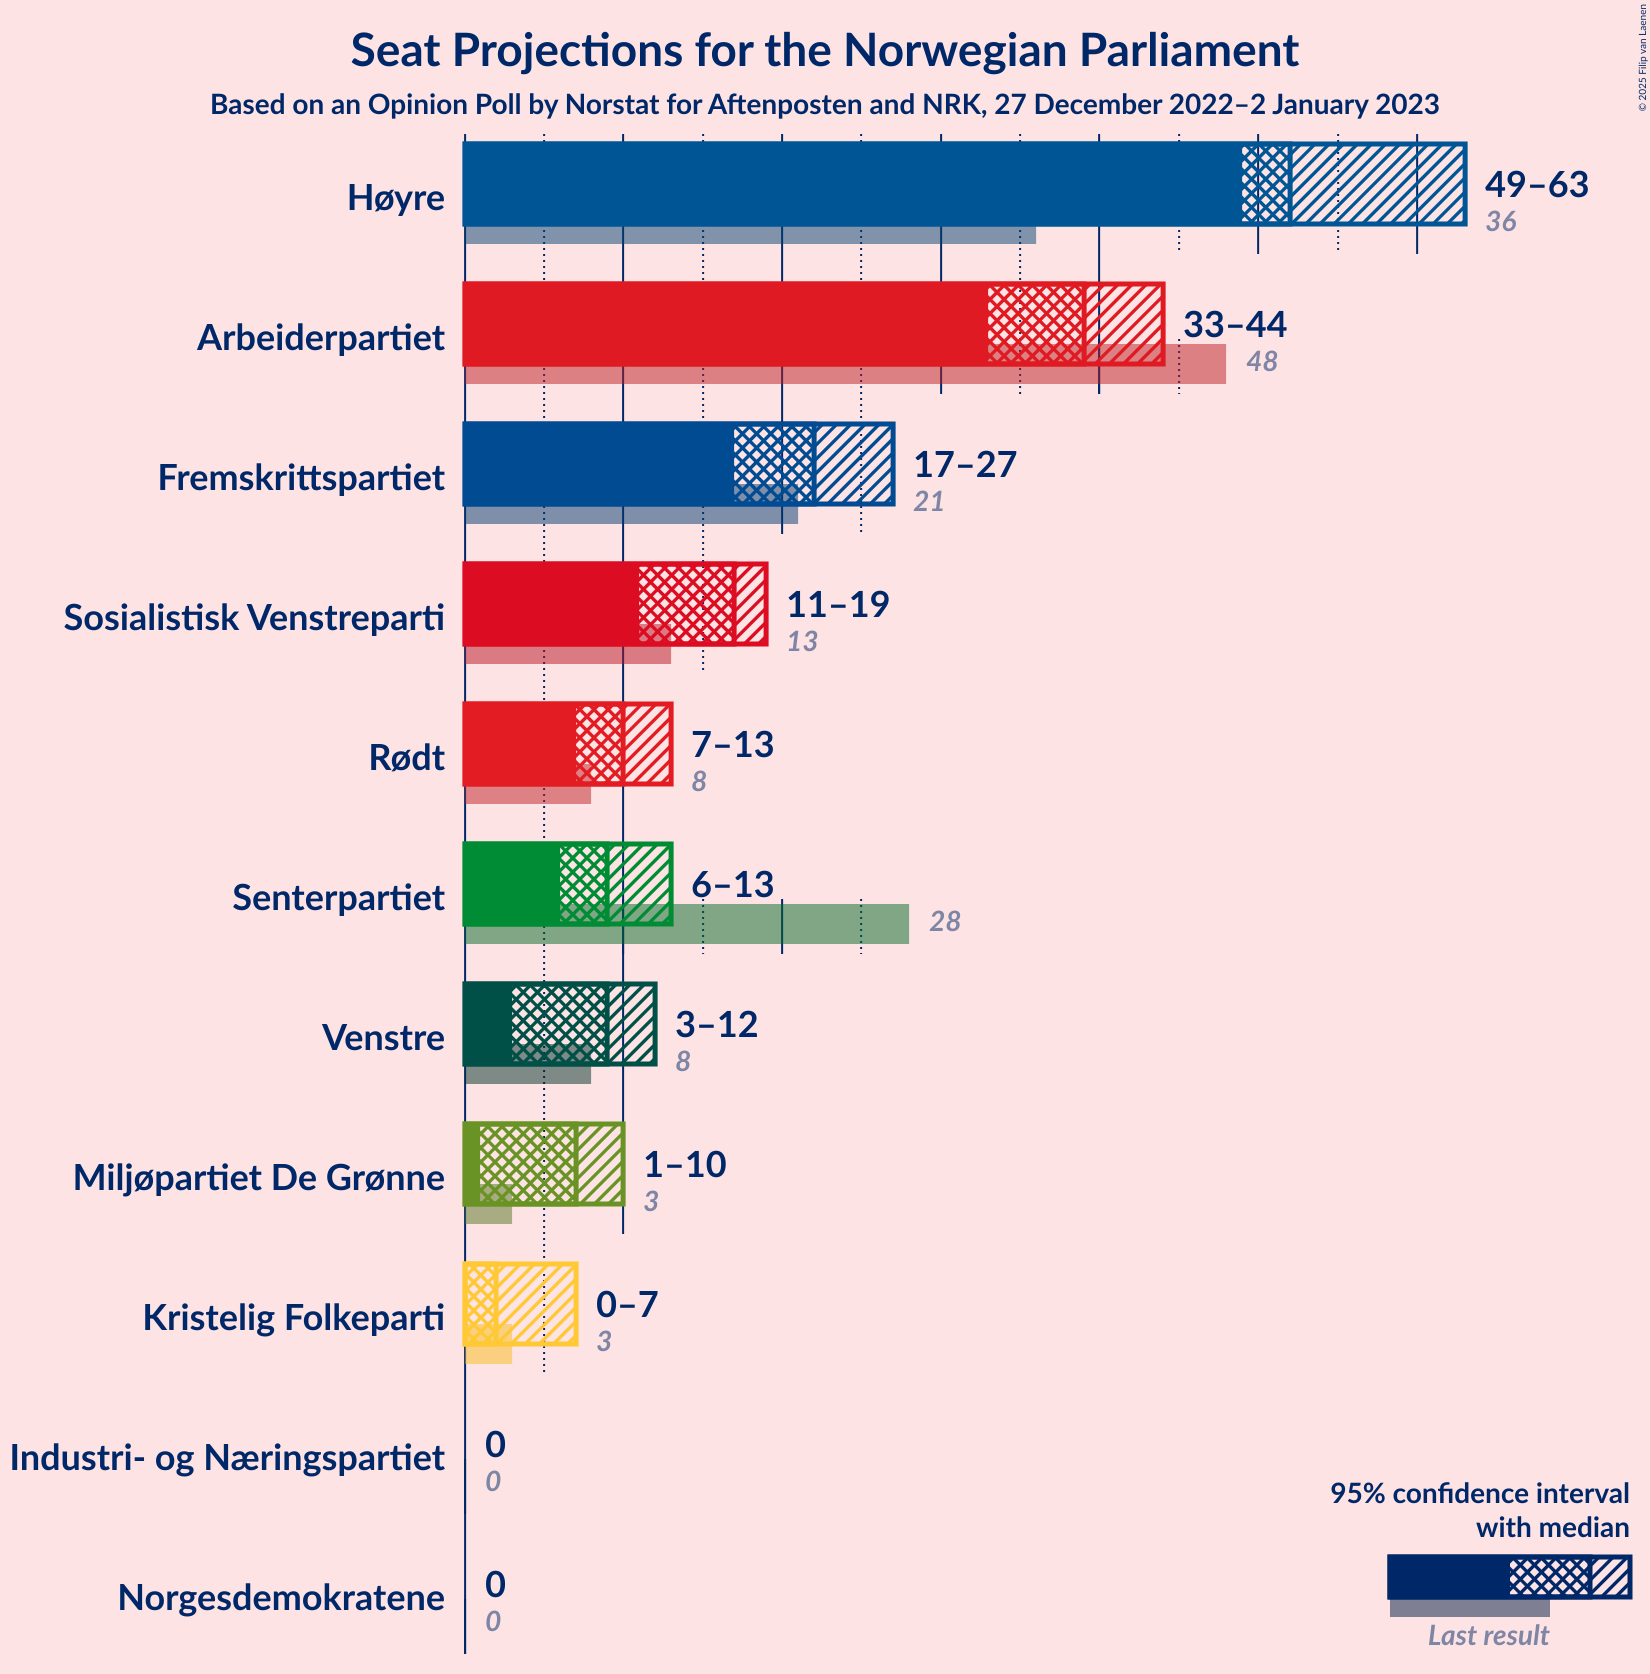 Seat Projections for the Norwegian Parliament
Based on an Opinion Poll by Norstat for Aftenposten and NRK, 27 December 2022–2 January 2023
© 2025 Filip van Laenen
Høyre
49–63
36
Arbeiderpartiet
33–44
48
Fremskrittspartiet
17–27
21
Sosialistisk Venstreparti
11–19
13
Rødt
7–13
8
Senterpartiet
6–13
28
Venstre
3–12
8
Miljøpartiet De Grønne
1–10
3
Kristelig Folkeparti
0–7
3
Industri- og Næringspartiet
0
0
Norgesdemokratene
0
0
95% confidence interval
with median
Last result